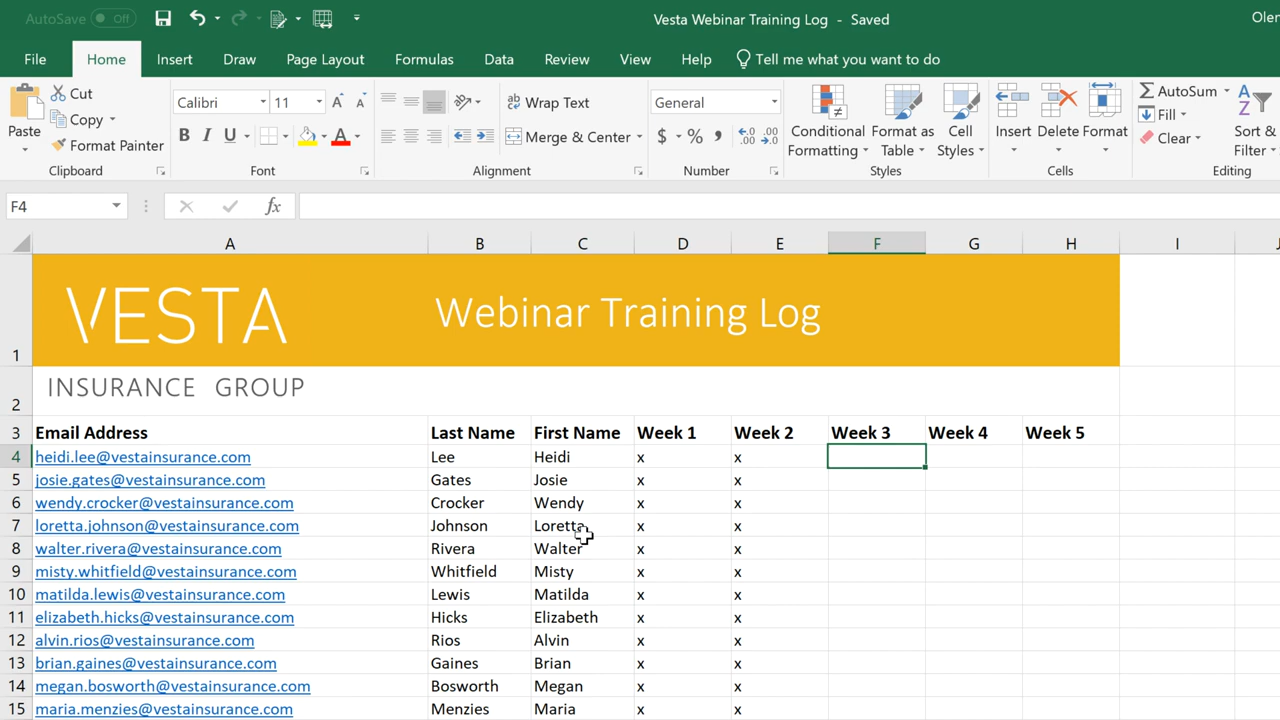 AutoSave Off Vesta Webinar Training Log - Saved Oler
File Home Insert Draw Page Layout Formulas Data Review View Help Tell me what you want to do
Paste Cut Copy Format Painter Clipboard
Calibri 11 A A B I U A Font
Wrap Text Merge & Center Alignment
General $ % , Number
Conditional Formatting Format as Table Cell Styles Styles
Insert Delete Format Cells
AutoSum Fill Clear Sort & Filter Editing
F4 fx
A B C D E F G H I J
1 VESTA Webinar Training Log
2 INSURANCE GROUP
3 Email Address Last Name First Name Week 1 Week 2 Week 3 Week 4 Week 5
4 heidi.lee@vestainsurance.com Lee Heidi x x
5 josie.gates@vestainsurance.com Gates Josie x x
6 wendy.crocker@vestainsurance.com Crocker Wendy x x
7 loretta.johnson@vestainsurance.com Johnson Loretta x x
8 walter.rivera@vestainsurance.com Rivera Walter x x
9 misty.whitfield@vestainsurance.com Whitfield Misty x x
10 matilda.lewis@vestainsurance.com Lewis Matilda x x
11 elizabeth.hicks@vestainsurance.com Hicks Elizabeth x x
12 alvin.rios@vestainsurance.com Rios Alvin x x
13 brian.gaines@vestainsurance.com Gaines Brian x x
14 megan.bosworth@vestainsurance.com Bosworth Megan x x
15 maria.menzies@vestainsurance.com Menzies Maria x x